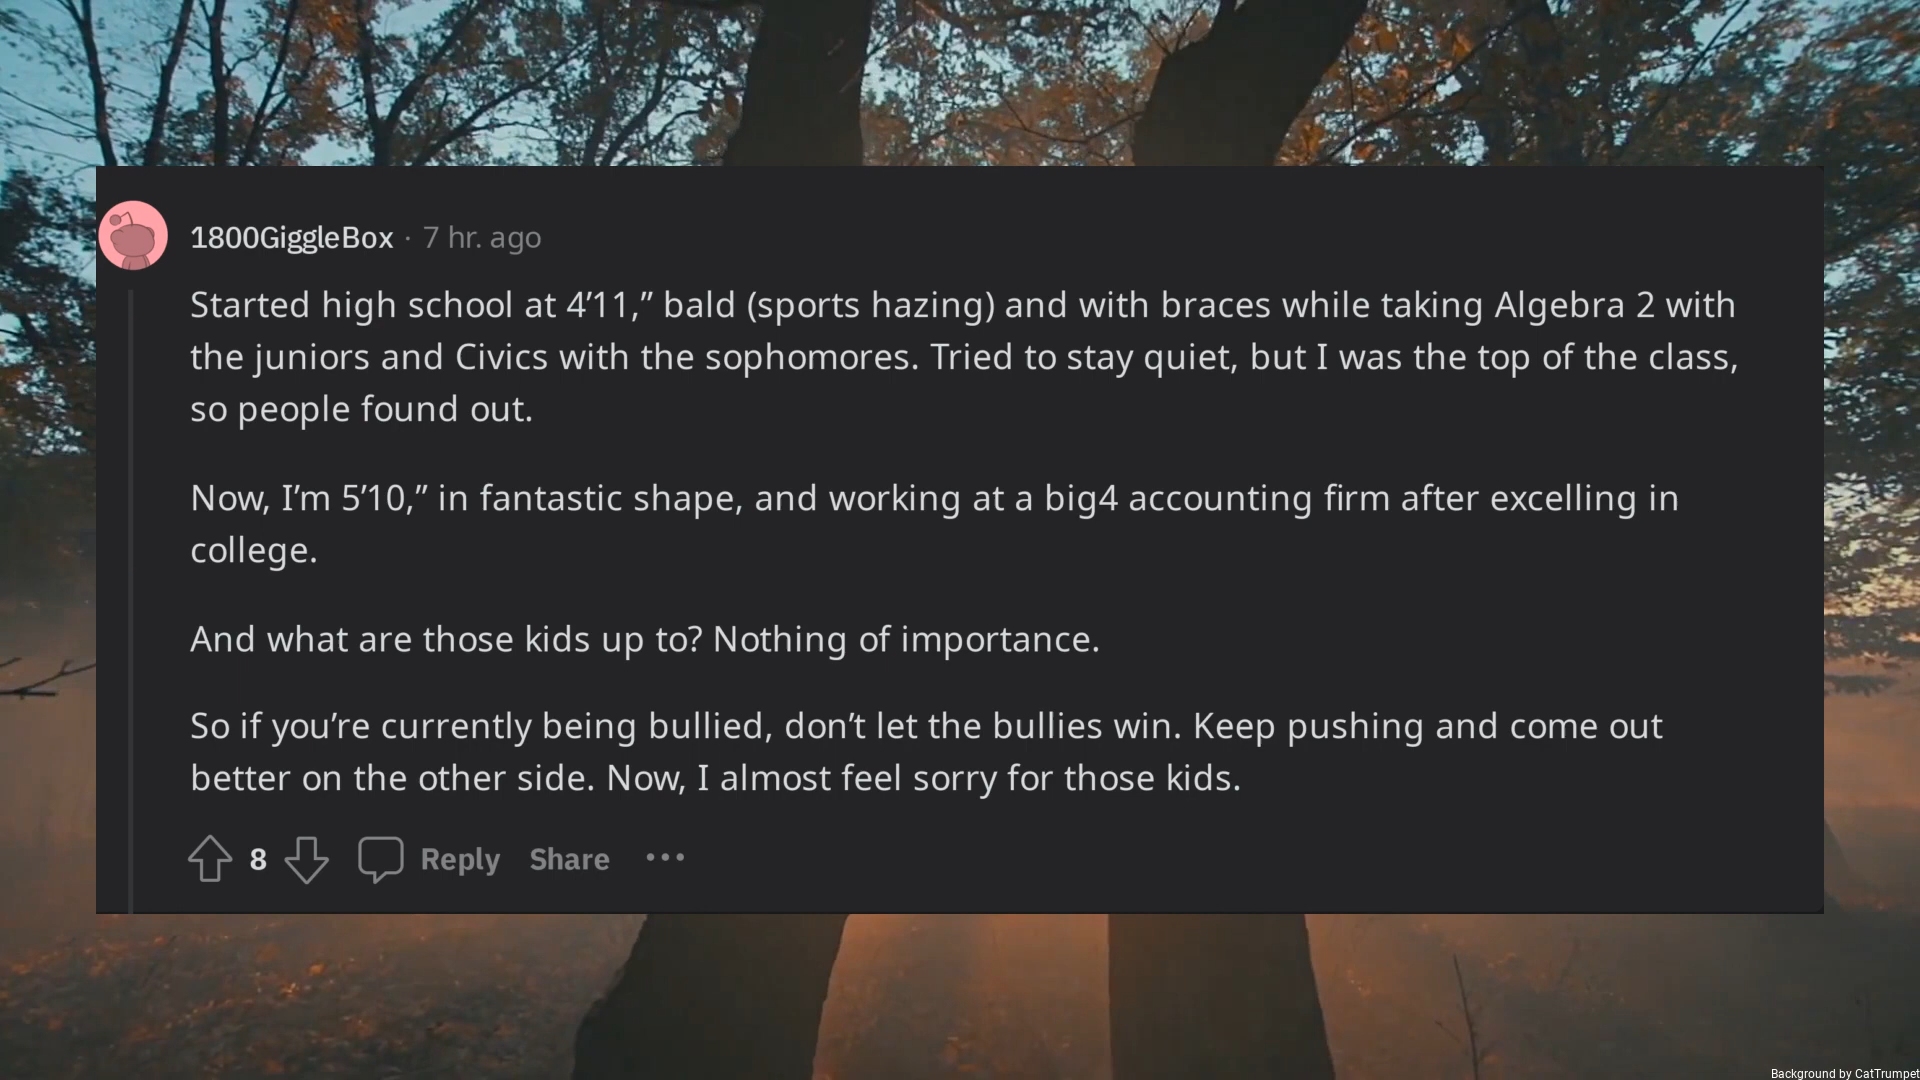 1800GiggleBox · 7 hr. ago
Started high school at 4’11,” bald (sports hazing) and with braces while taking Algebra 2 with
the juniors and Civics with the sophomores. Tried to stay quiet, but I was the top of the class,
so people found out.
Now, I’m 5’10,” in fantastic shape, and working at a big4 accounting firm after excelling in
college.
And what are those kids up to? Nothing of importance.
So if you’re currently being bullied, don’t let the bullies win. Keep pushing and come out
better on the other side. Now, I almost feel sorry for those kids.
8 Reply Share ···
Background by CatTrumpet